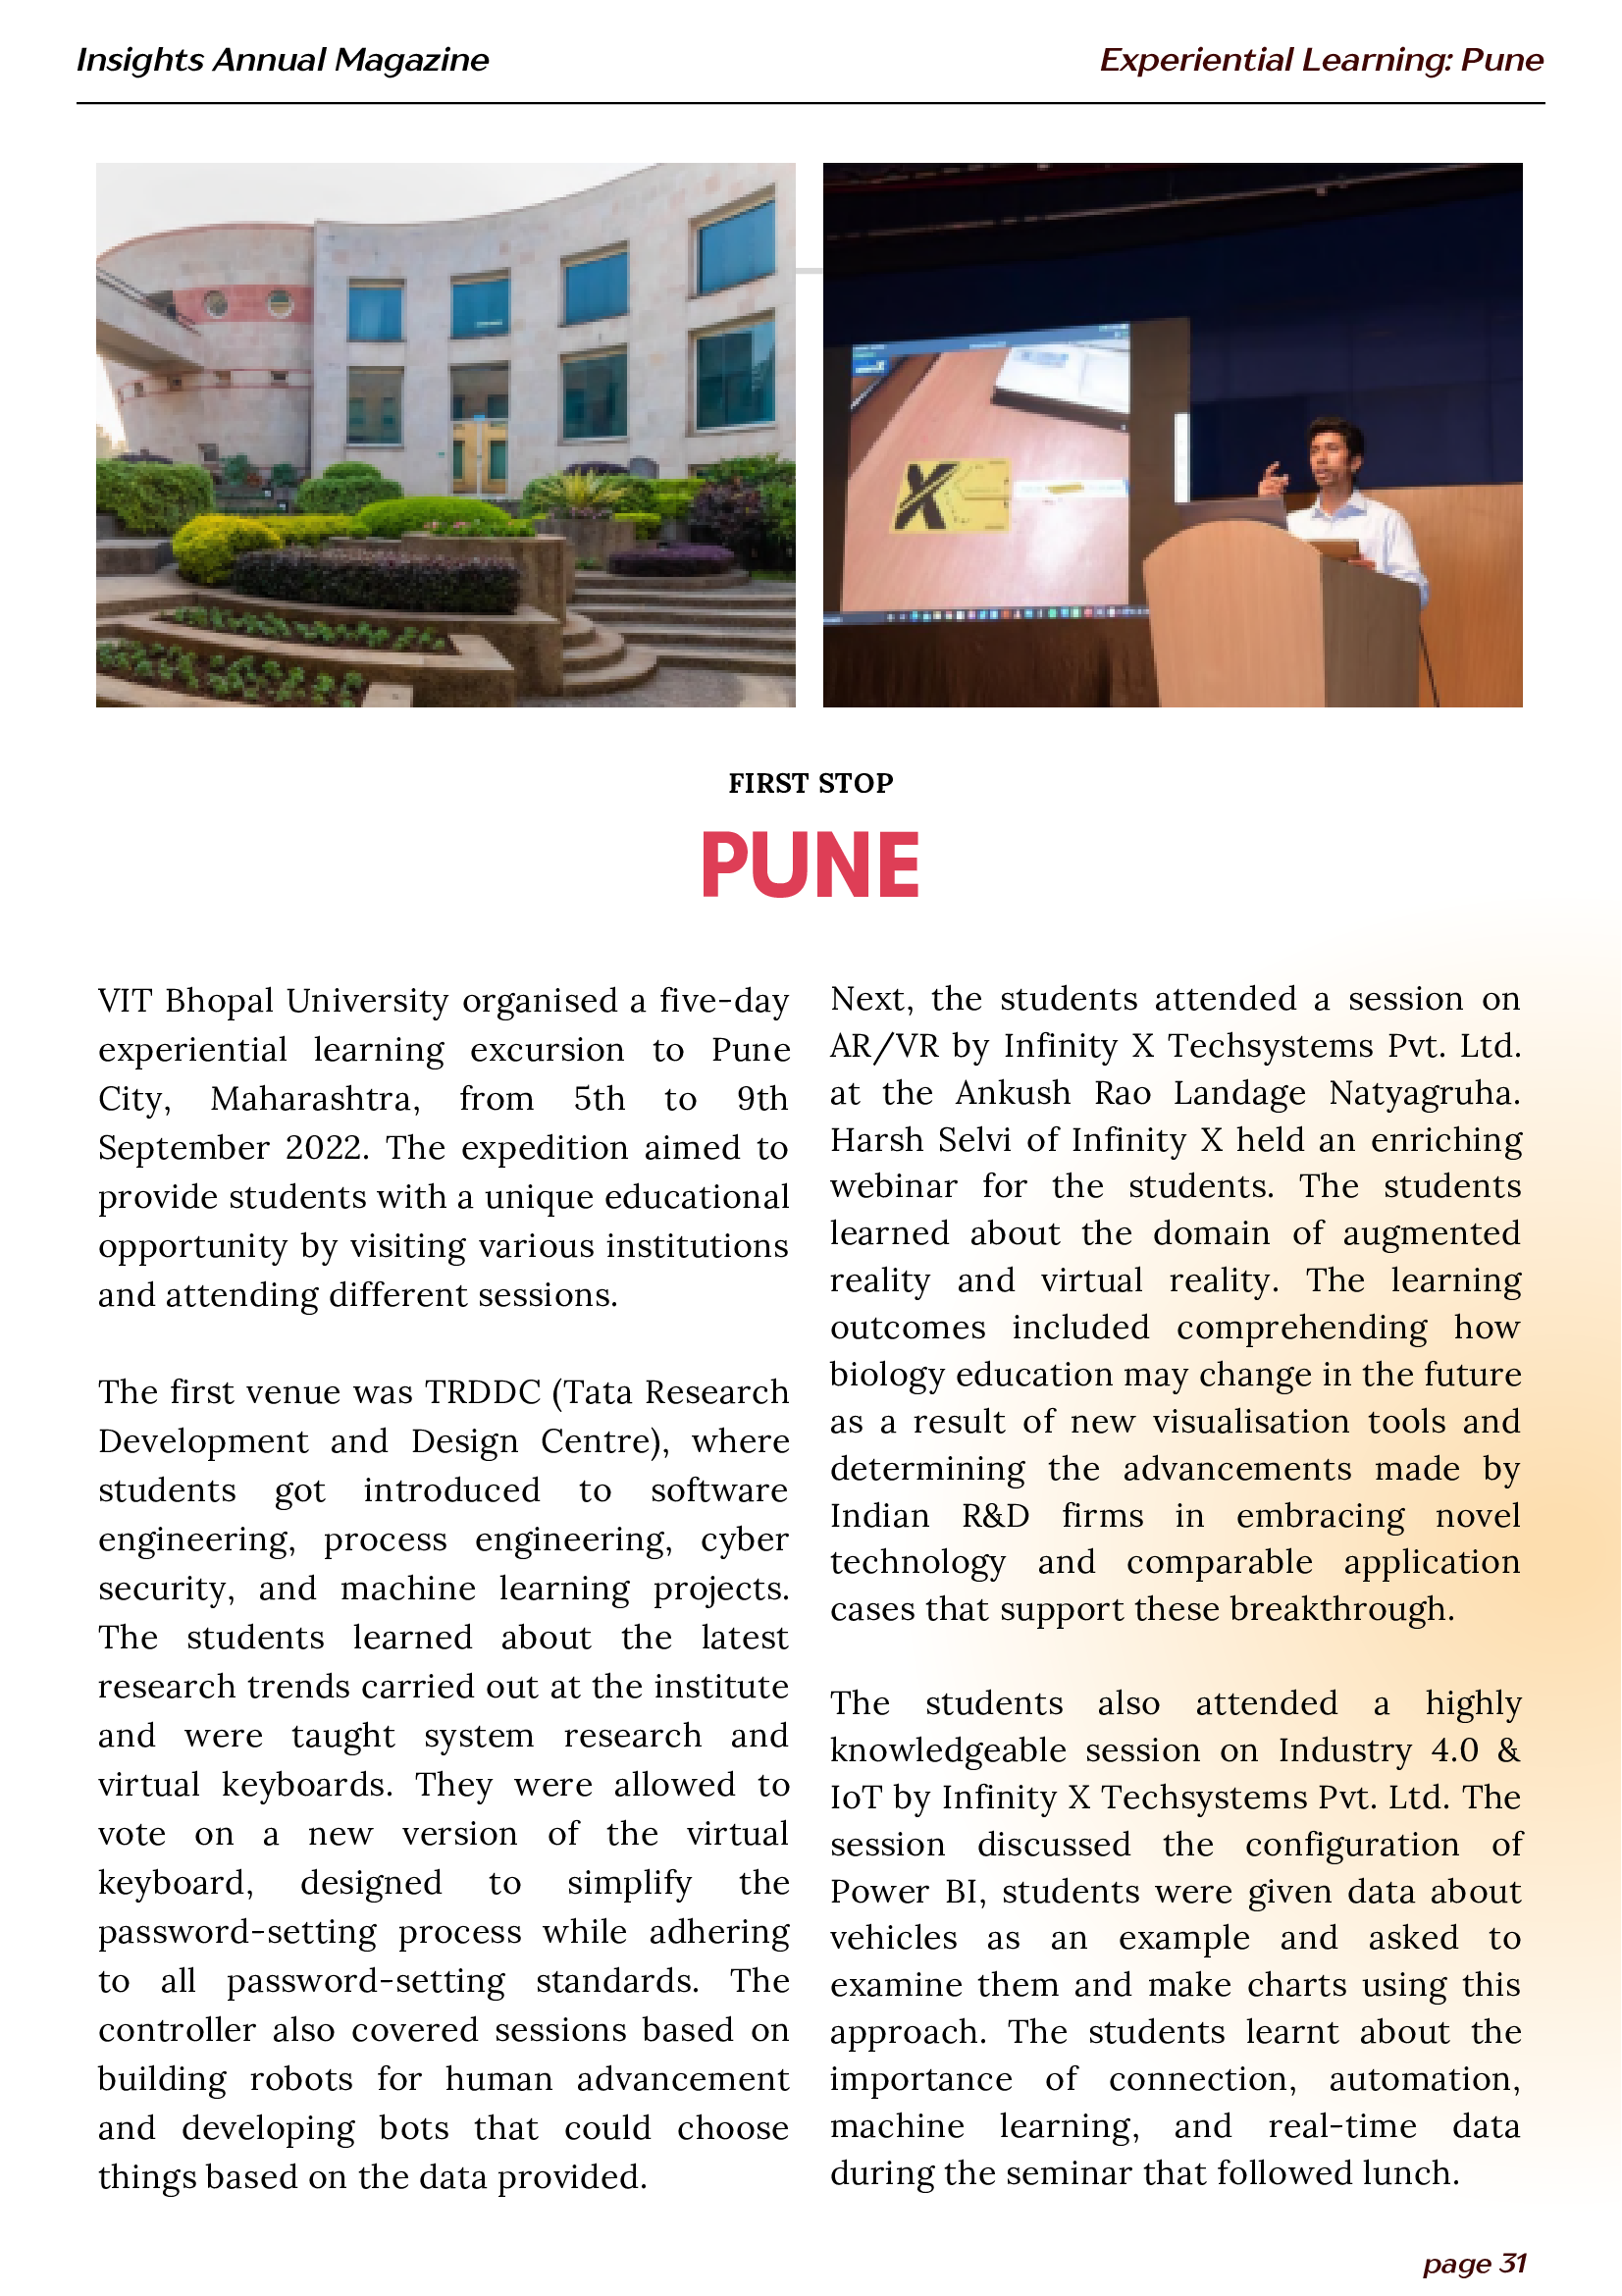 Insights Annual Magazine
Experiential Learning: Pune
FIRST STOP
PUNE
VIT Bhopal University organised a five-day
experiential learning excursion to Pune
City, Maharashtra, from 5th to 9th
September 2022. The expedition aimed to
provide students with a unique educational
opportunity by visiting various institutions
and attending different sessions.
The first venue was TRDDC (Tata Research
Development and Design Centre), where
students got introduced to software
engineering, process engineering, cyber
security, and machine learning projects.
The students learned about the latest
research trends carried out at the institute
and were taught system research and
virtual keyboards. They were allowed to
vote on a new version of the virtual
keyboard, designed to simplify the
password-setting process while adhering
to all password-setting standards. The
controller also covered sessions based on
building robots for human advancement
and developing bots that could choose
things based on the data provided.
Next, the students attended a session on
AR/VR by Infinity X Techsystems Pvt. Ltd.
at the Ankush Rao Landage Natyagruha.
Harsh Selvi of Infinity X held an enriching
webinar for the students. The students
learned about the domain of augmented
reality and virtual reality. The learning
outcomes included comprehending how
biology education may change in the future
as a result of new visualisation tools and
determining the advancements made by
Indian R&D firms in embracing novel
technology and comparable application
cases that support these breakthrough.
The students also attended a highly
knowledgeable session on Industry 4.0 &
IoT by Infinity X Techsystems Pvt. Ltd. The
session discussed the configuration of
Power BI, students were given data about
vehicles as an example and asked to
examine them and make charts using this
approach. The students learnt about the
importance of connection, automation,
machine learning, and real-time data
during the seminar that followed lunch.
page 31